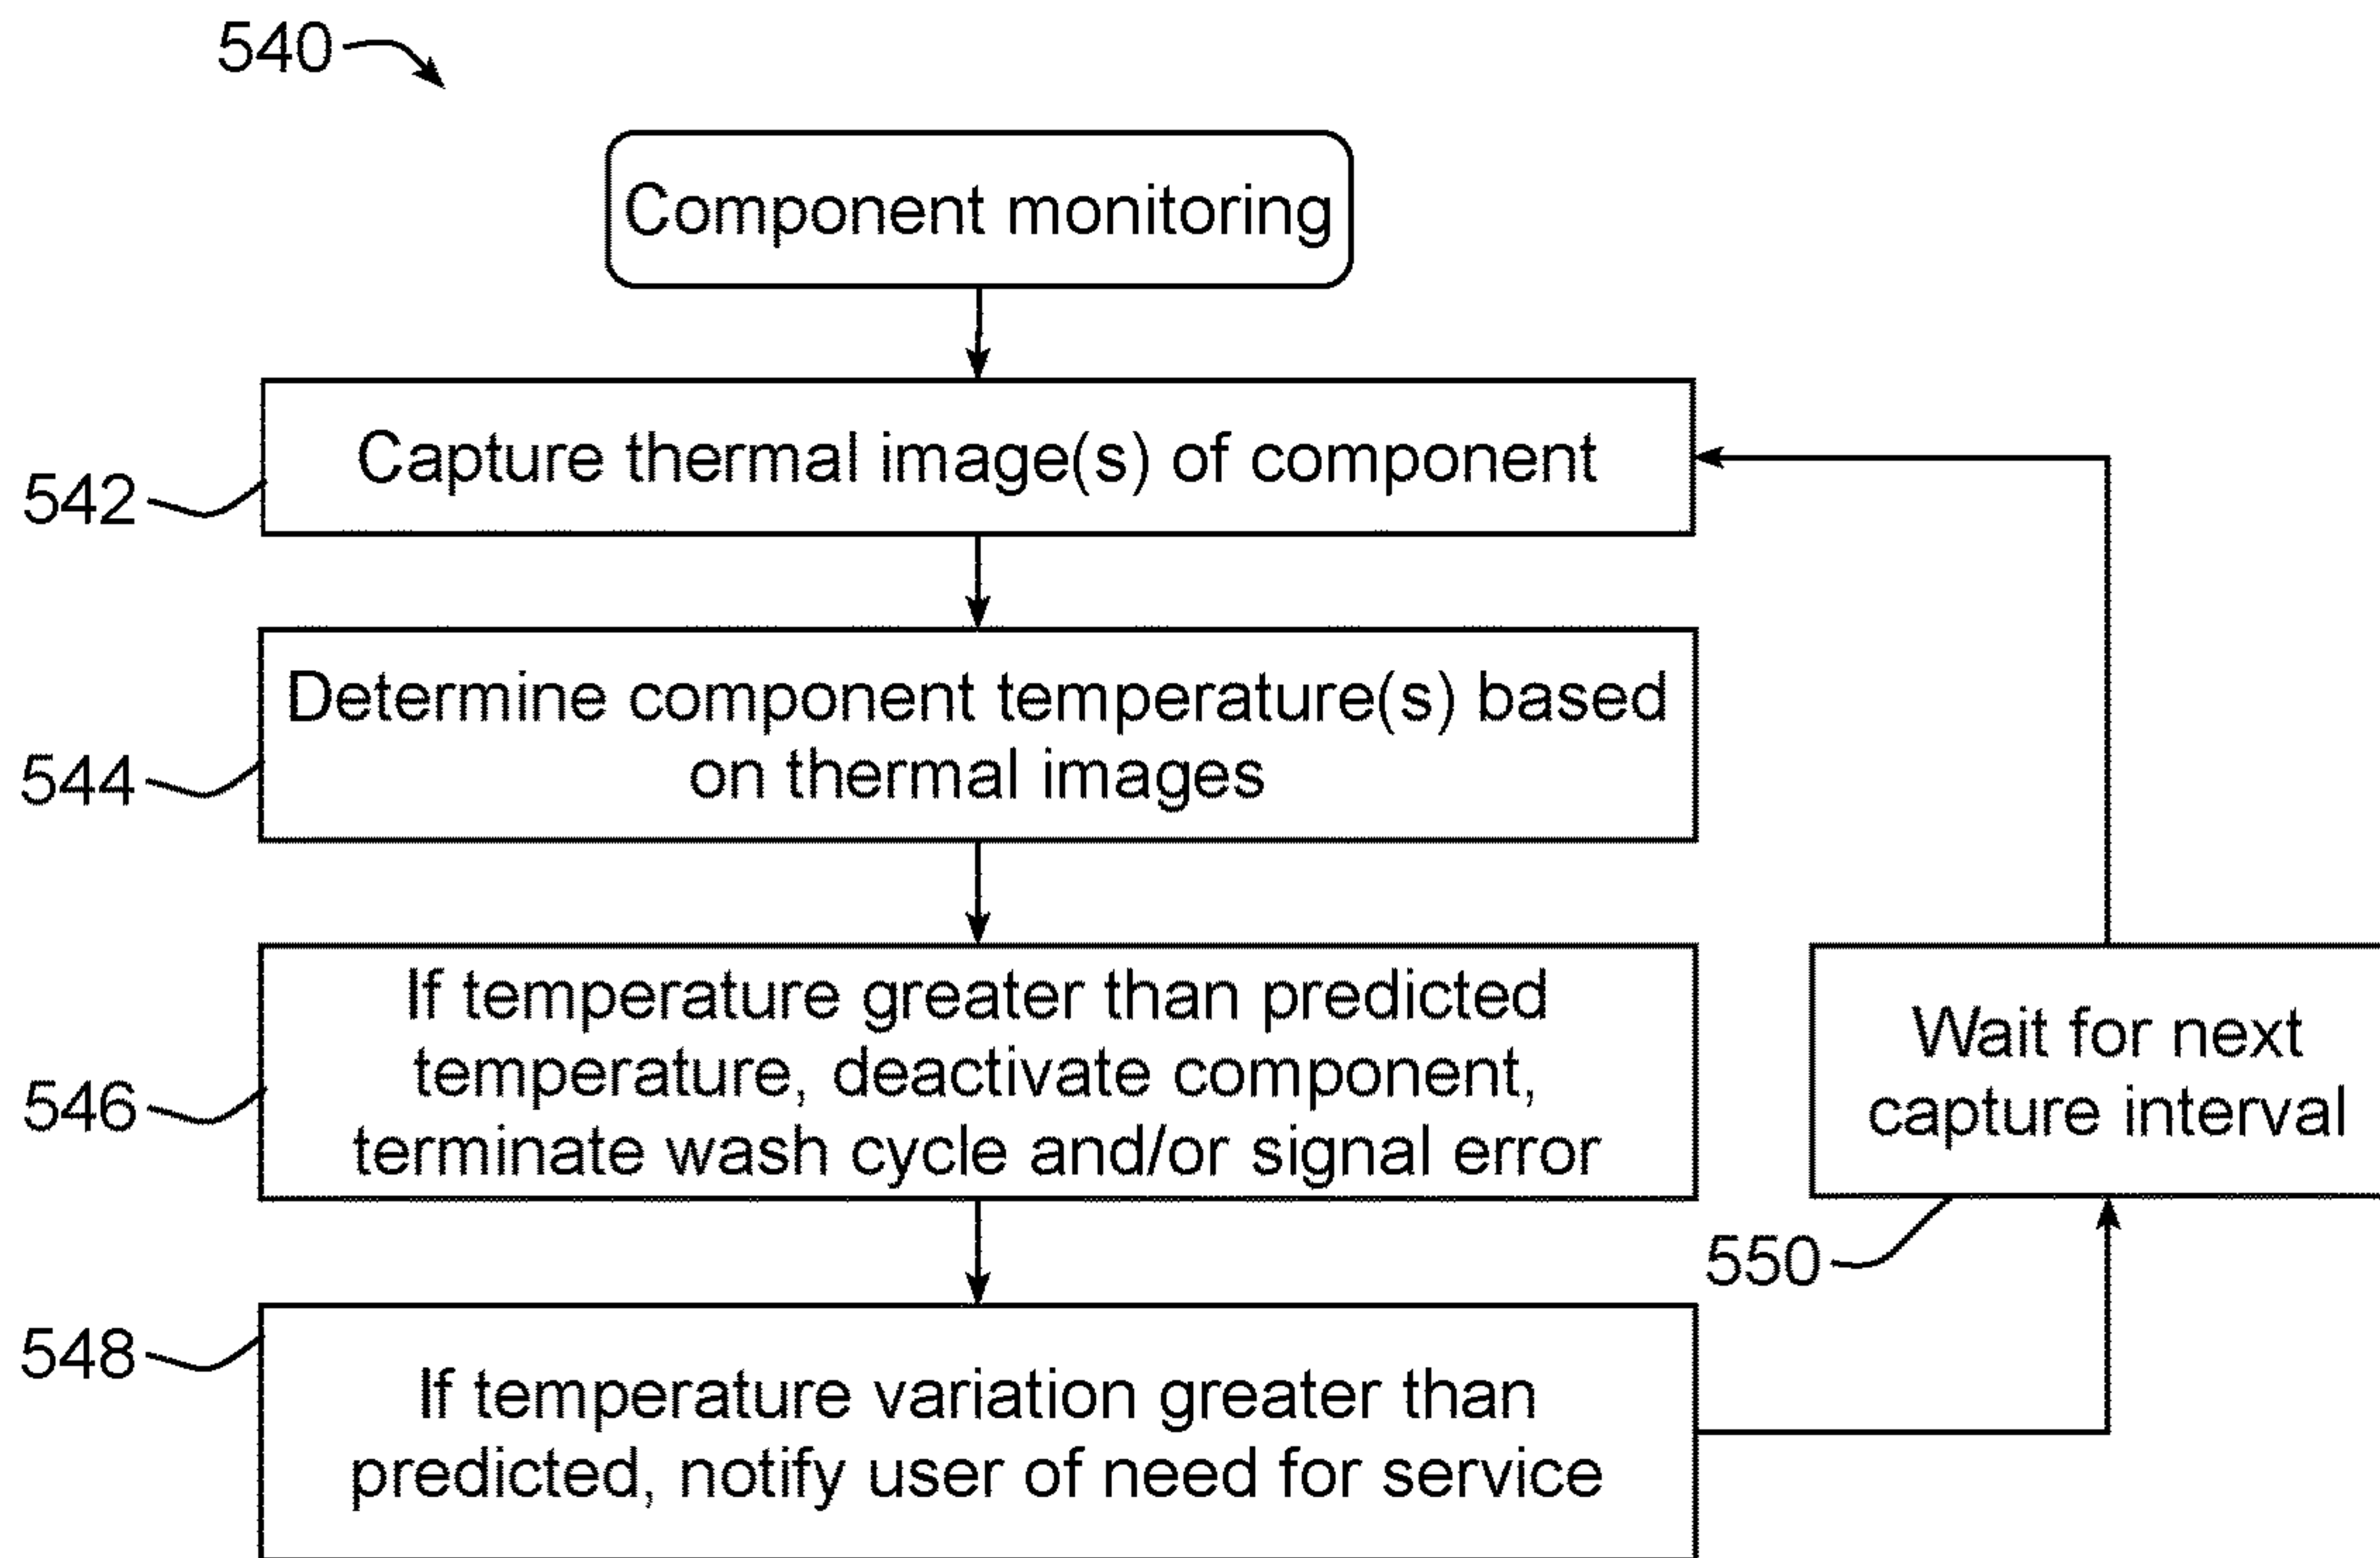 540
Component monitoring
Capture thermal image(s) of component
542
Determine component temperature(s) based
on thermal images
544
If temperature greater than predicted
temperature, deactivate component,
terminate wash cycle and/or signal error
546
Wait for next
capture interval
550
548
If temperature variation greater than
predicted, notify user of need for service